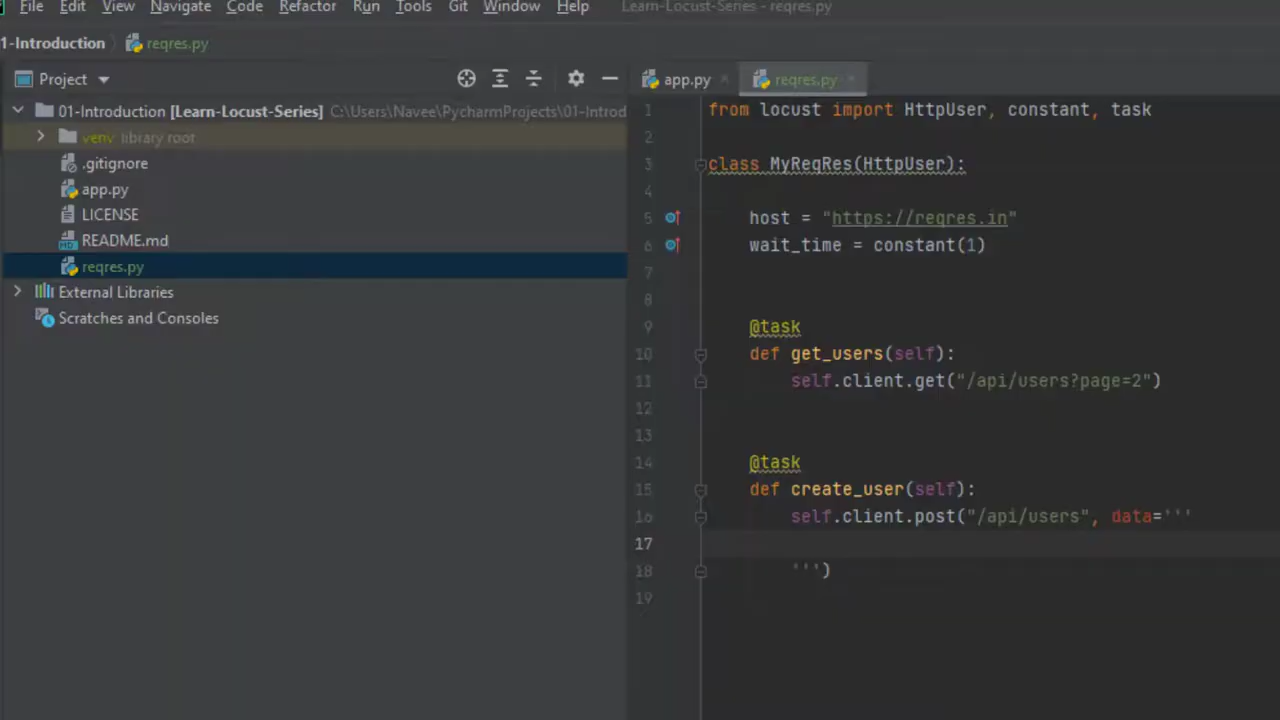 File Edit View Navigate Code Refactor Run Tools Git Window Help Learn-Locust-Series - reqres.py
1-Introduction reqres.py
Project
01-Introduction [Learn-Locust-Series] C:\Users\Navee\PycharmProjects\01-Introd
venv library root
.gitignore
app.py
LICENSE
README.md
reqres.py
External Libraries
Scratches and Consoles
app.py reqres.py
1 from locust import HttpUser, constant, task
2
3 class MyReqRes(HttpUser):
4
5 host = "https://reqres.in"
6 wait_time = constant(1)
7
8
9 @task
10 def get_users(self):
11 self.client.get("/api/users?page=2")
12
13
14 @task
15 def create_user(self):
16 self.client.post("/api/users", data='''
17
18 ''')
19